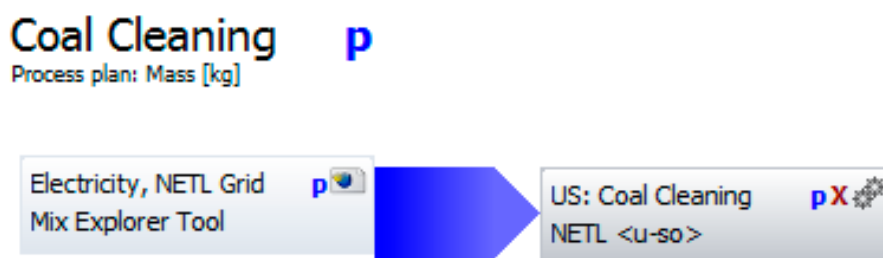 Coal Cleaning p
Process plan: Mass [kg]
Electricity, NETL Grid p
Mix Explorer Tool
US: Coal Cleaning pX
NETL <u-so>